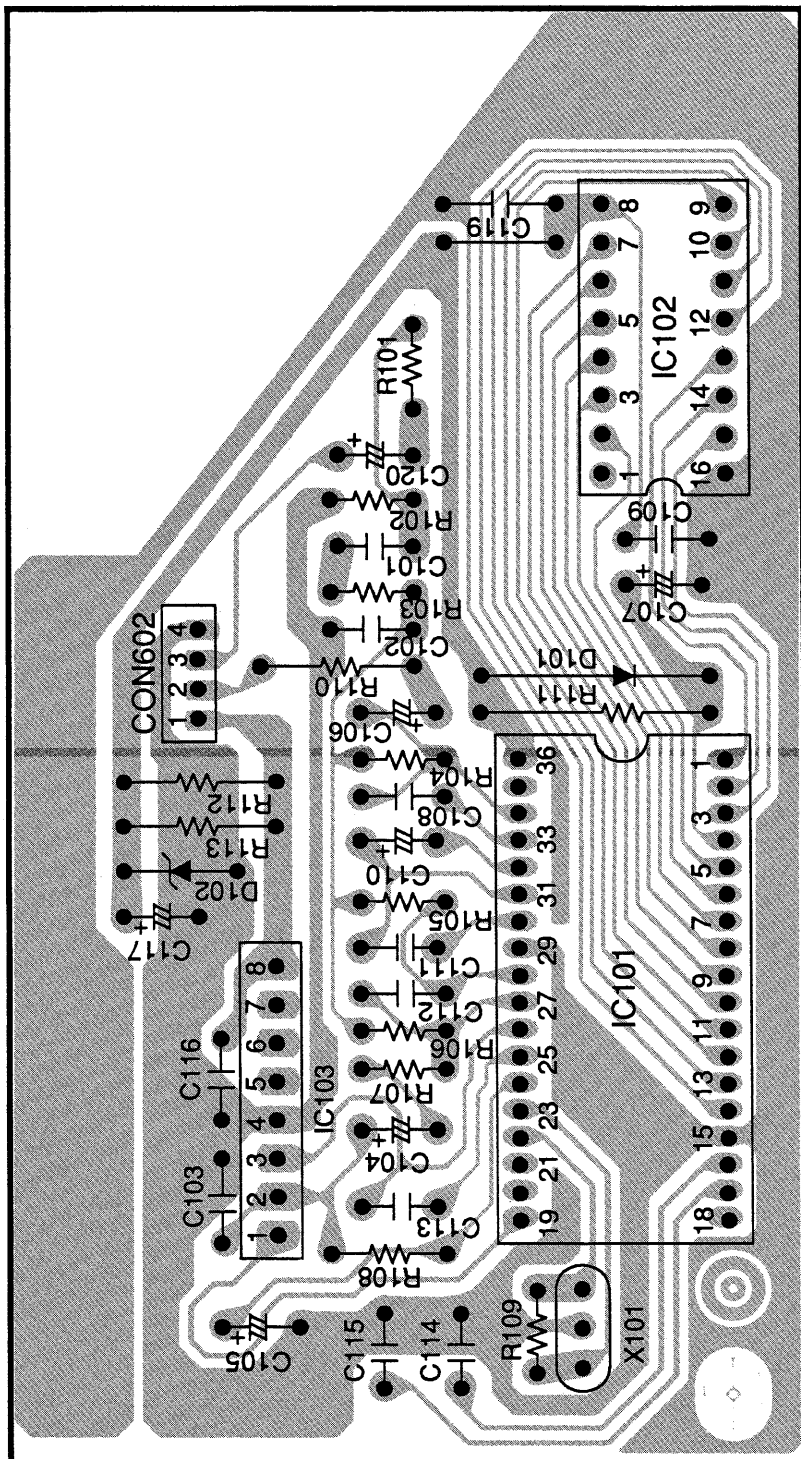 C119
8
9
7
10
5
12
3
14
1
16
IC102
R101
+
C120
R102
C101
R103
C102
R110
C109
+
C107
CON602
4
3
2
1
D101
R111
+
C106
R104
C108
+
C110
R105
C111
C112
R106
R107
+
C104
C113
R108
R112
R113
D102
+
C117
C116
C103
8
7
6
5
4
3
2
1
IC103
36
33
31
29
27
25
23
21
19
1
3
5
7
9
11
13
15
18
IC101
+
C105
C115
C114
R109
X101